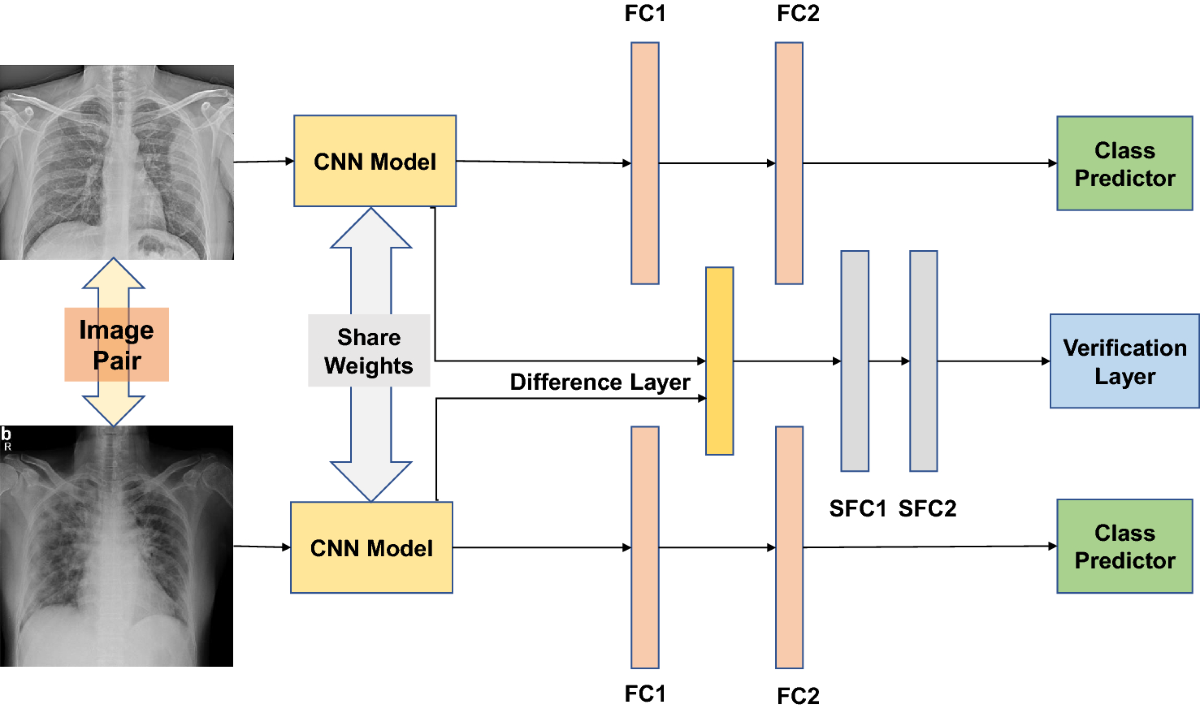 FC1
FC2
CNN Model
Class
Predictor
Image
Pair
Share
Weights
Difference Layer
Verification
Layer
b
R
SFC1
SFC2
CNN Model
Class
Predictor
FC1
FC2